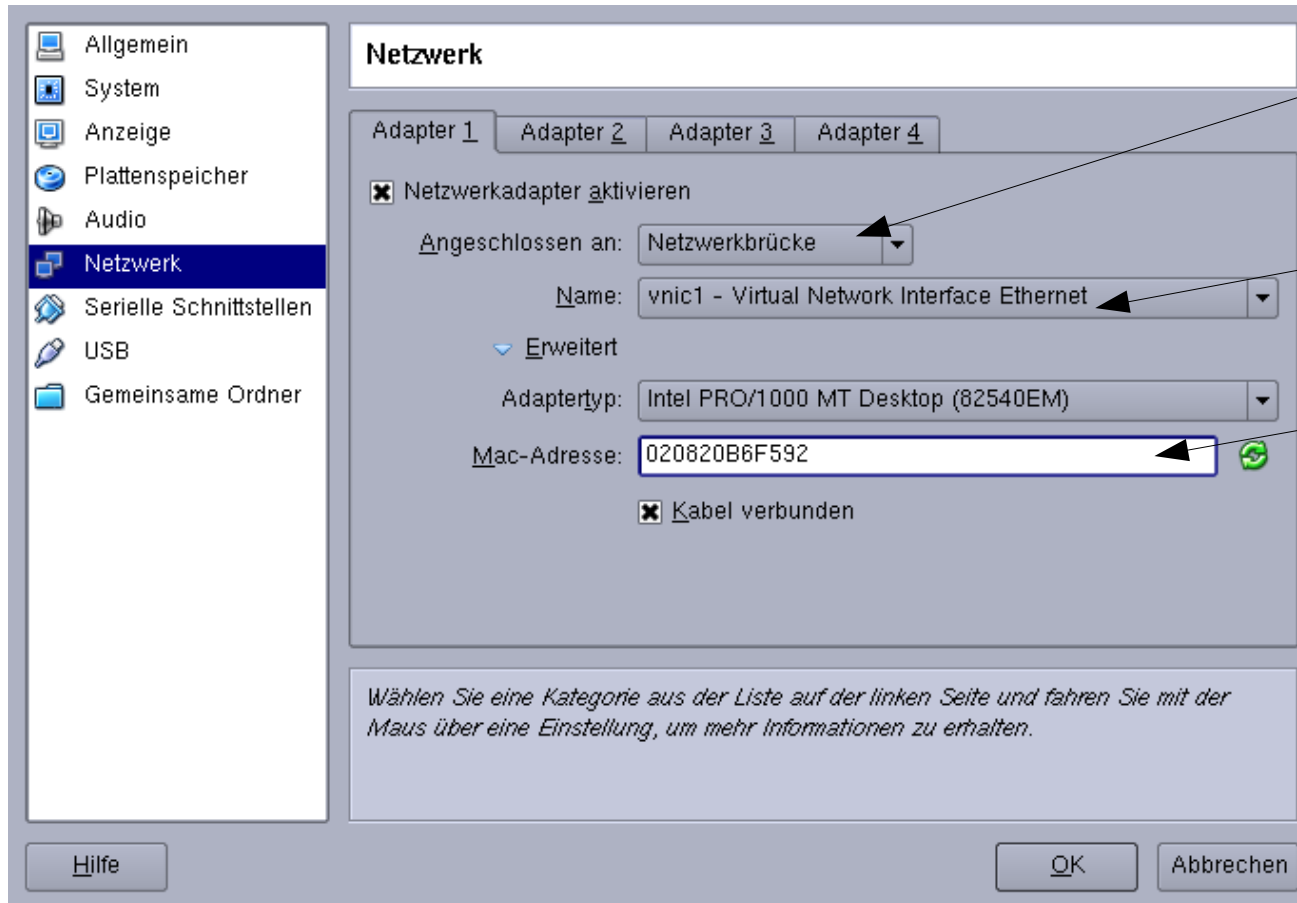 Allgemein
System
Anzeige
Plattenspeicher
Audio
Netzwerk
Serielle Schnittstellen
USB
Gemeinsame Ordner
Netzwerk
Adapter 1 Adapter 2 Adapter 3 Adapter 4
Netzwerkadapter aktivieren
Angeschlossen an: Netzwerkbrücke
Name: vnic1 - Virtual Network Interface Ethernet
Erweitert
Adaptertyp: Intel PRO/1000 MT Desktop (82540EM)
Mac-Adresse: 020820B6F592
Kabel verbunden
Wählen Sie eine Kategorie aus der Liste auf der linken Seite und fahren Sie mit der
Maus über eine Einstellung, um mehr Informationen zu erhalten.
Hilfe OK Abbrechen